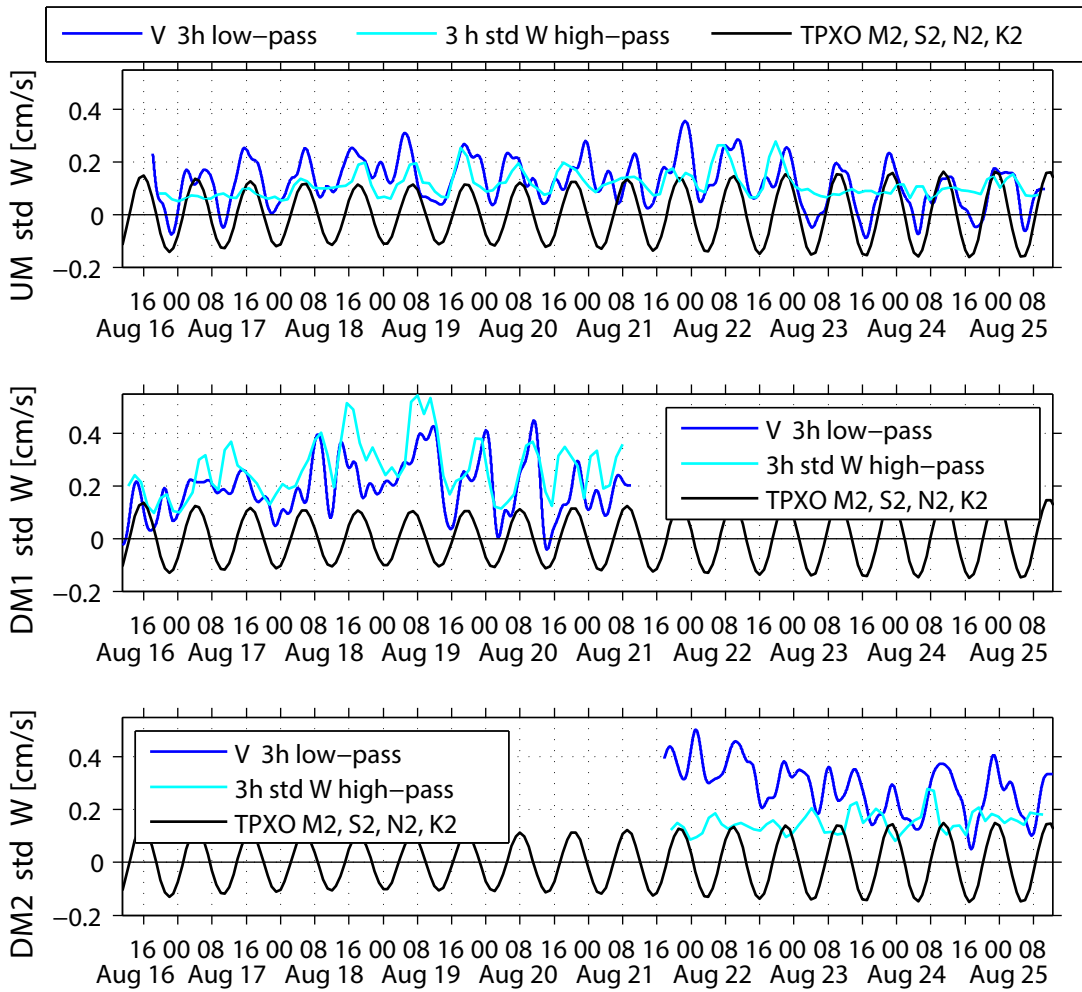 V 3h low−pass 3 h std W high−pass TPXO M2, S2, N2, K2
UM std W [cm/s]
0.4
0.2
0
−0.2
16 00 08 16 00 08 16 00 08 16 00 08 16 00 08 16 00 08 16 00 08 16 00 08 16 00 08
Aug 16 Aug 17 Aug 18 Aug 19 Aug 20 Aug 21 Aug 22 Aug 23 Aug 24 Aug 25
DM1 std W [cm/s]
0.4
0.2
0
−0.2
V 3h low−pass
3h std W high−pass
TPXO M2, S2, N2, K2
16 00 08 16 00 08 16 00 08 16 00 08 16 00 08 16 00 08 16 00 08 16 00 08 16 00 08
Aug 16 Aug 17 Aug 18 Aug 19 Aug 20 Aug 21 Aug 22 Aug 23 Aug 24 Aug 25
DM2 std W [cm/s]
0.4
0.2
0
−0.2
V 3h low−pass
3h std W high−pass
TPXO M2, S2, N2, K2
16 00 08 16 00 08 16 00 08 16 00 08 16 00 08 16 00 08 16 00 08 16 00 08 16 00 08
Aug 16 Aug 17 Aug 18 Aug 19 Aug 20 Aug 21 Aug 22 Aug 23 Aug 24 Aug 25